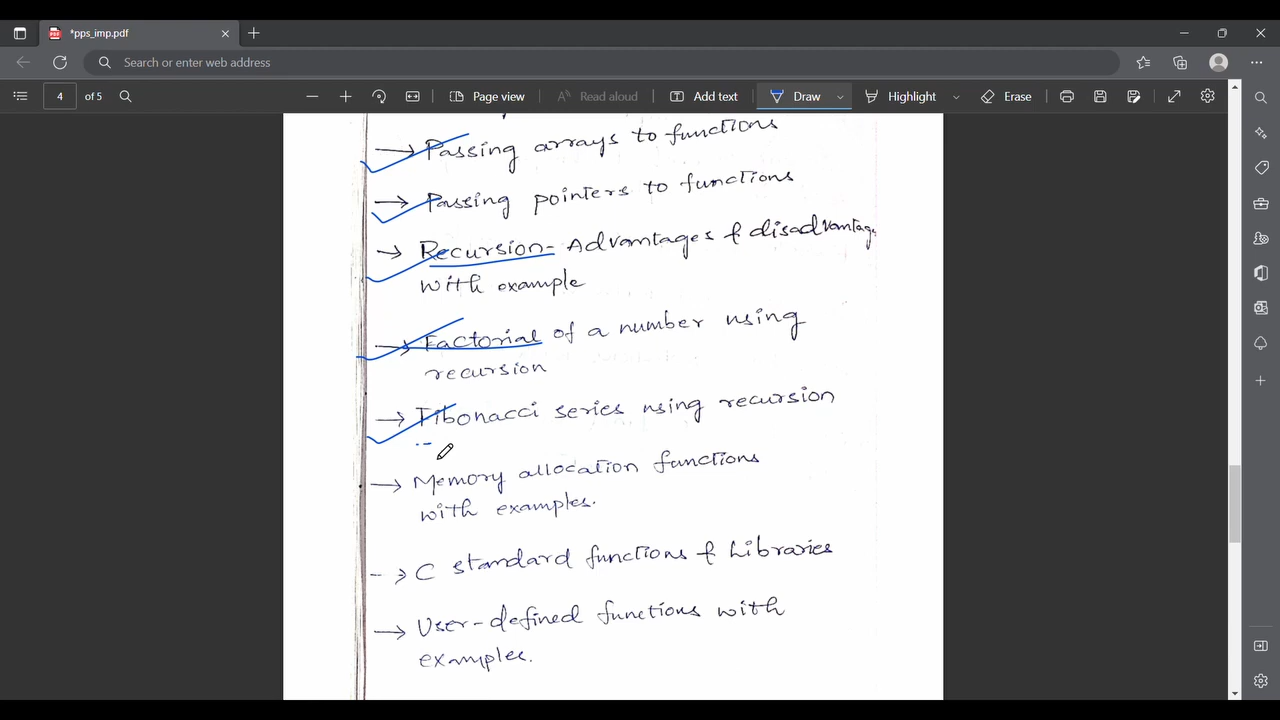 *pps_imp.pdf
Search or enter web address
4 of 5 Page view Read aloud Add text Draw Highlight Erase
→ Passing arrays to functions
→ Passing pointers to functions
→ Recursion- Advantages & disadvantage
with example
→ Factorial of a number using
recursion
→ Fibonacci series using recursion
→ Memory allocation functions
with examples.
→ C standard functions & Libraries
→ User-defined functions with
examples.